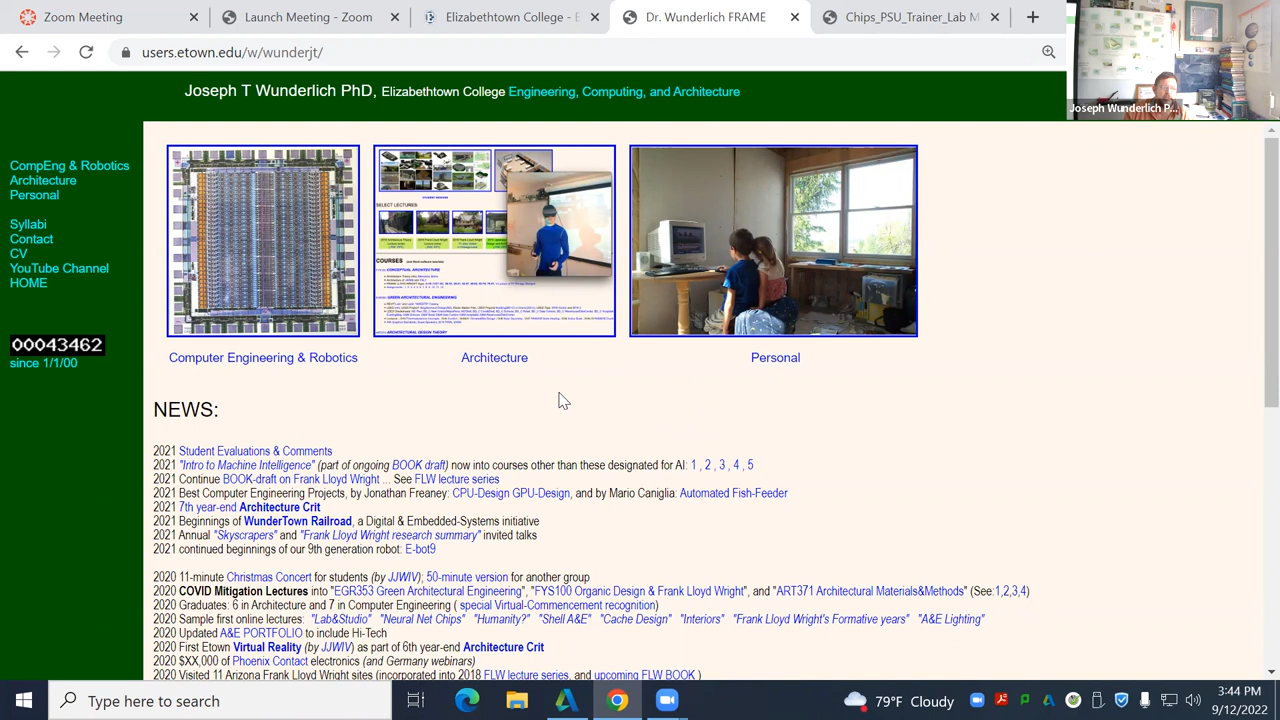 Zoom Meeting
Launch Meeting - Zoom
Elizabethtown College - E
Dr. Wunderlich FRAME
Chips_PSU_Trainer_Lab M
users.etown.edu/w/wunderjt/
Joseph Wunderlich P...
Joseph T Wunderlich PhD, Elizabethtown College Engineering, Computing, and Architecture
CompEng & Robotics
Architecture
Personal
Syllabi
Contact
CV
YouTube Channel
HOME
00043462
since 1/1/00
SELECT LECTURES:
COURSES
CONCEPTUAL ARCHITECTURE
GREEN ARCHITECTURAL ENGINEERING
ARCHITECTURAL DESIGN THEORY
Computer Engineering & Robotics
Architecture
Personal
NEWS:
2021 Student Evaluations & Comments
2021 "Intro to Machine Intelligence" (part of ongoing BOOK draft) now into courses other than these designated for AI: 1 , 2 , 3 , 4 , 5
2021 Continue BOOK-draft on Frank Lloyd Wright ... See FLW lecture series
2021 Best Computer Engineering Projects, by Jonathan Freaney: CPU-Design GPU-Design, and by Mario Caniglia: Automated Fish-Feeder
2021 7th year-end Architecture Crit
2021 Beginnings of WunderTown Railroad, a Digital & Embedded-Systems initiative
2021 Annual "Skyscrapers" and "Frank Lloyd Wright research summary" invited talks
2021 continued beginnings of our 9th generation robot: E-bot9
2020 11-minute Christmas Concert for students (by JJWIV); 50-minute version for another group
2020 COVID Mitigation Lectures into "EGR353 Green Architectural Engineering", "FYS100 Organic Design & Frank Lloyd Wright", and "ART371 Architectural Materials&Methods" (See:1,2,3,4)
2020 Graduates: 6 in Architecture and 7 in Computer Engineering ( special Virtual-Commencement recognition)
2020 Sample first online lectures: "Lab&Studio" "Neural Net Chips" "Humanity?" "Shell A&E" "Cache Design" "Interiors" "Frank Lloyd Wright's Formative years" "A&E Lighting"
2020 Updated A&E PORTFOLIO to include Hi-Tech
2020 First Etown Virtual Reality (by JJWIV) as part of 6th year-end Architecture Crit
2020 $XX,000 of Phoenix Contact electronics (and Germany webinars)
2020 Visited 11 Arizona Frank Lloyd Wright sites (incorporated into 2018 FLW lecture series, and upcoming FLW BOOK )
Type here to search
79°F Cloudy
3:44 PM
9/12/2022